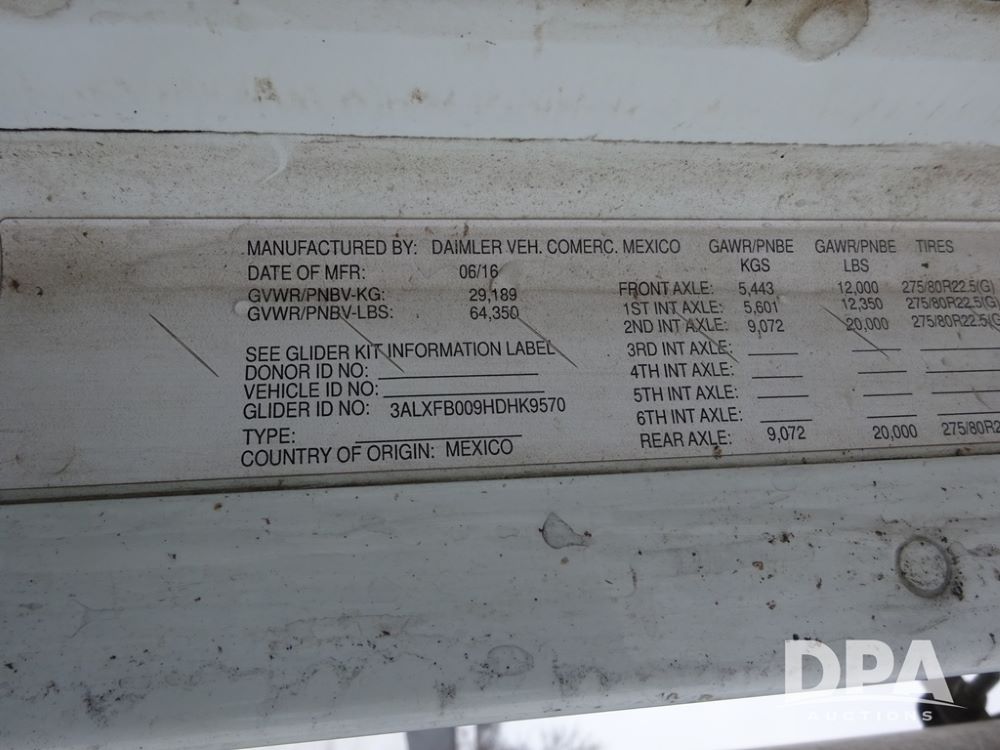 MANUFACTURED BY: DAIMLER VEH. COMERC. MEXICO GAWR/PNBE GAWR/PNBE TIRES
KGS LBS
DATE OF MFR: 06/16
FRONT AXLE: 5,443 12,000 275/80R22.5(G)
GVWR/PNBV-KG: 29,189
1ST INT AXLE: 5,601 12,350 275/80R22.5(G)
GVWR/PNBV-LBS: 64,350
2ND INT AXLE: 9,072 20,000 275/80R22.5(G
SEE GLIDER KIT INFORMATION LABEL
3RD INT AXLE:
DONOR ID NO:
4TH INT AXLE:
VEHICLE ID NO:
5TH INT AXLE:
GLIDER ID NO: 3ALXFB009HDHK9570
6TH INT AXLE:
TYPE:
REAR AXLE: 9,072 20,000 275/80R2
COUNTRY OF ORIGIN: MEXICO
DPA
AUCTIONS